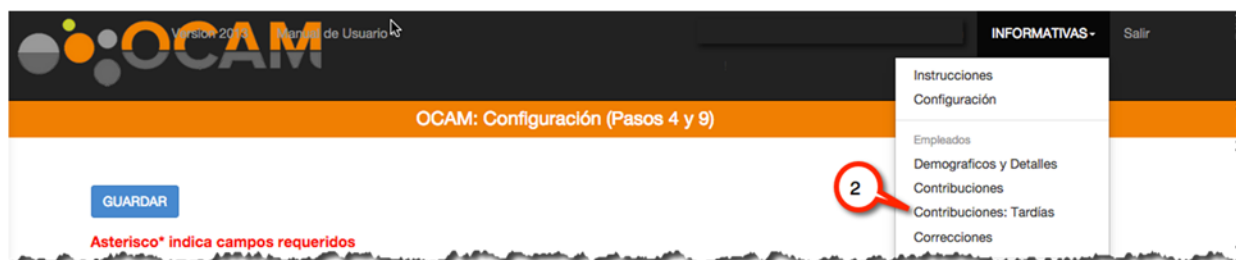 OCAM
Version 2013 Manual de Usuario
INFORMATIVAS
Salir
Instrucciones
Configuración
OCAM: Configuración (Pasos 4 y 9)
Empleados
Demograficos y Detalles
2
Contribuciones
GUARDAR
Contribuciones: Tardías
Asterisco* indica campos requeridos
Correcciones